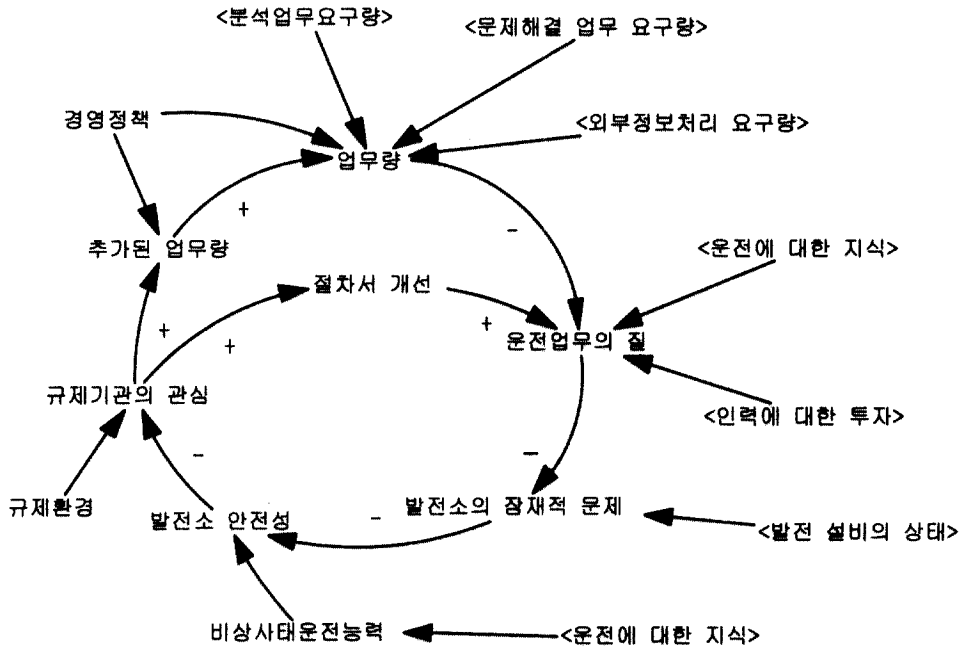 <분석업무요구량>
<문제해결 업무 요구량>
경영정책
<외부정보처리 요구량>
업무량
+
-
추가된 업무량
<운전에 대한 지식>
절차서 개선
+
+
+
운전업무의 질
규제기관의 관심
<인력에 대한 투자>
-
-
규제환경
발전소 안전성
-
발전소의 잠재적 문제
<발전 설비의 상태>
비상사태운전능력
<운전에 대한 지식>